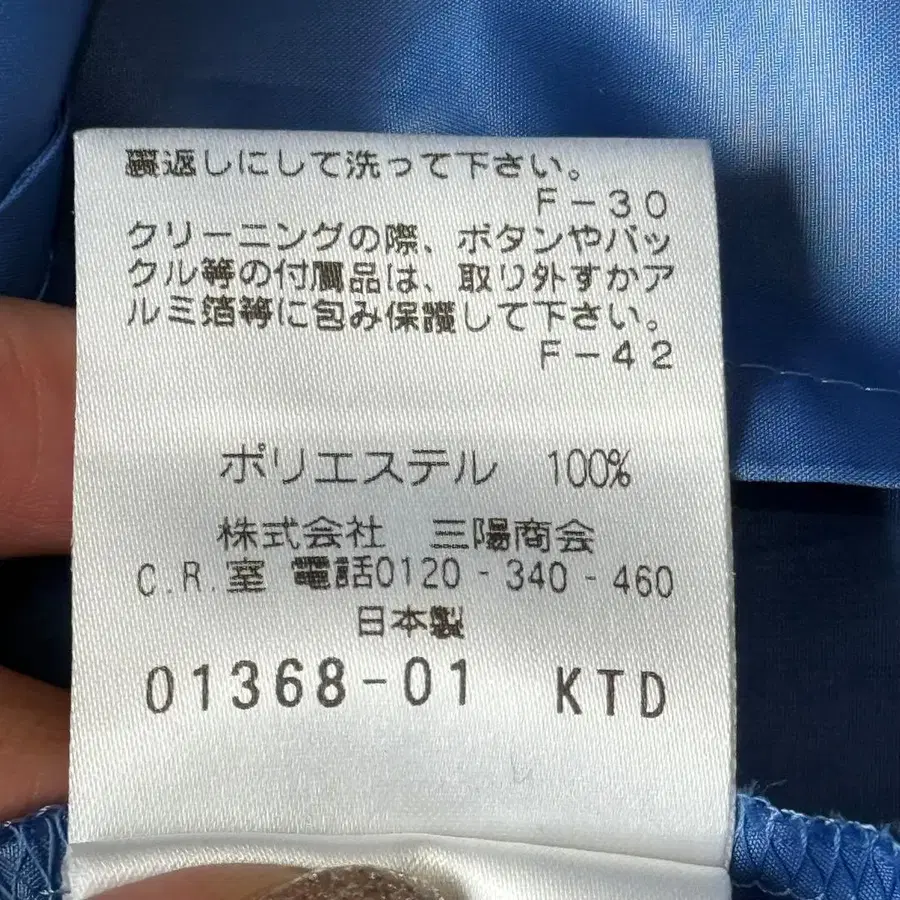 裏返しにして洗って下さい。
F-30
クリーニングの際、ボタンやバッ
クル等の付属品は、取り外すかア
ルミ箔等に包み保護して下さい。
F-42
ポリエステル 100%
株式会社 三陽商会
C.R.室 電話0120-340-460
日本製
01368-01 KTD